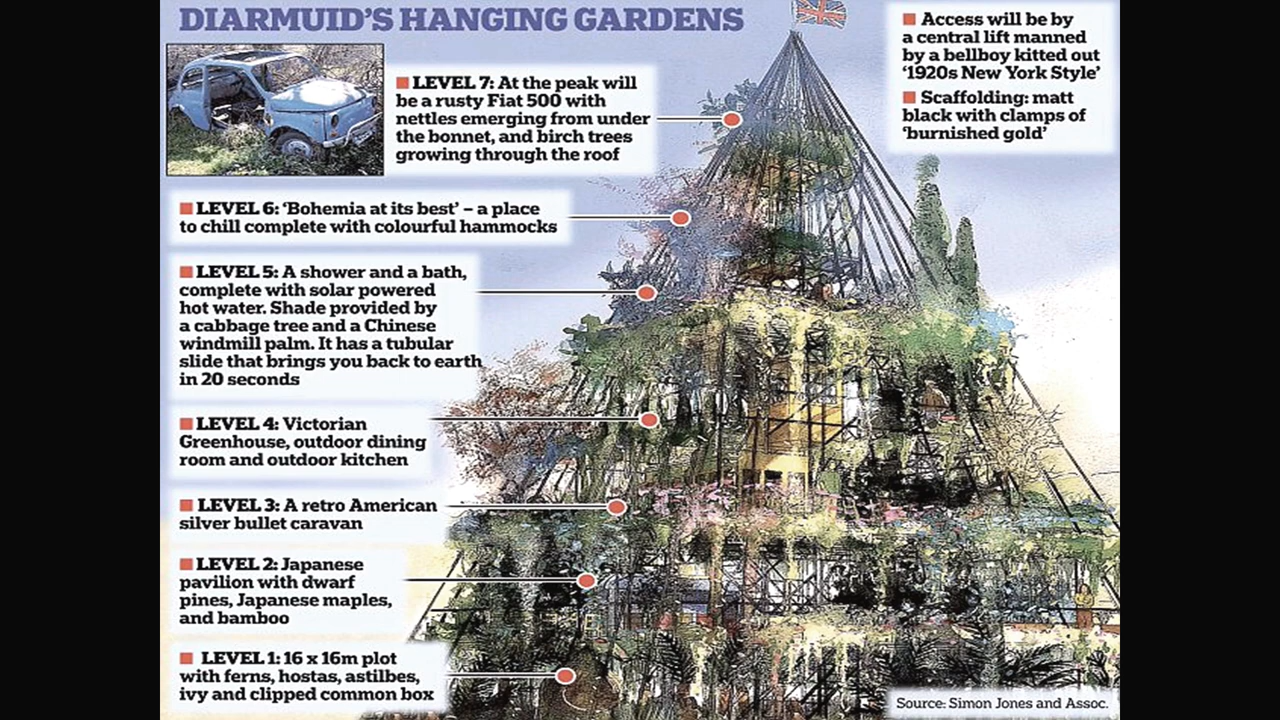 DIARMUID'S HANGING GARDENS
■ LEVEL 7: At the peak will
be a rusty Fiat 500 with
nettles emerging from under
the bonnet, and birch trees
growing through the roof
■ Access will be by
a central lift manned
by a bellboy kitted out
‘1920s New York Style’
■ Scaffolding: matt
black with clamps of
‘burnished gold’
■ LEVEL 6: ‘Bohemia at its best’ – a place
to chill complete with colourful hammocks
■ LEVEL 5: A shower and a bath,
complete with solar powered
hot water. Shade provided by
a cabbage tree and a Chinese
windmill palm. It has a tubular
slide that brings you back to earth
in 20 seconds
■ LEVEL 4: Victorian
Greenhouse, outdoor dining
room and outdoor kitchen
■ LEVEL 3: A retro American
silver bullet caravan
■ LEVEL 2: Japanese
pavilion with dwarf
pines, Japanese maples,
and bamboo
■ LEVEL 1: 16 x 16m plot
with ferns, hostas, astilbes,
ivy and clipped common box
Source: Simon Jones and Assoc.